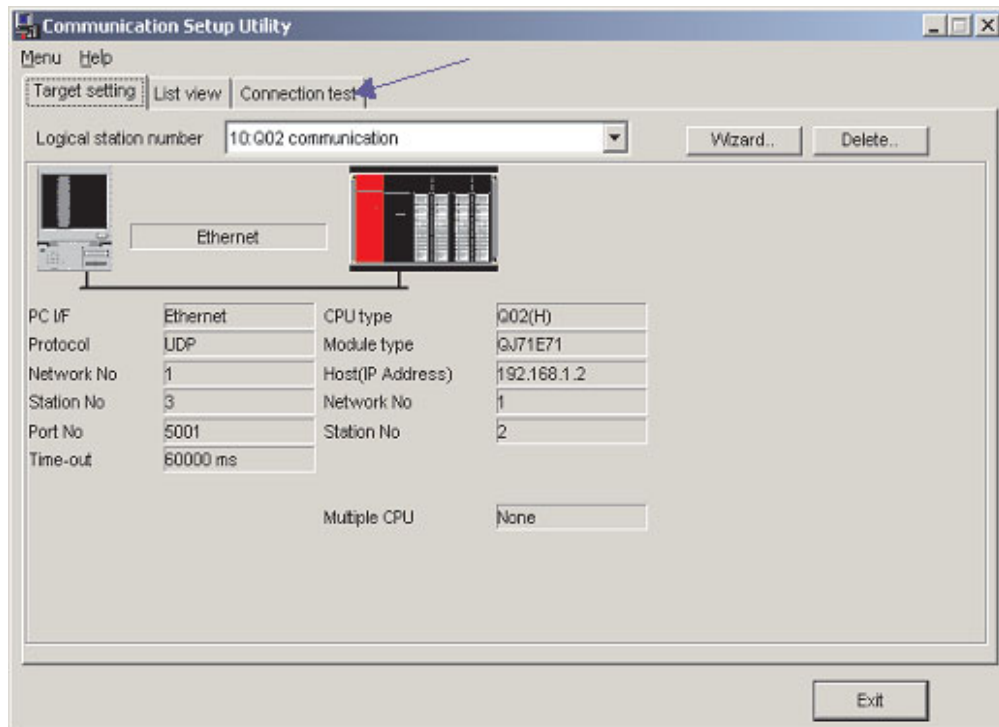 Communication Setup Utility
Menu Help
Target setting List view Connection test
Logical station number 10:Q02 communication Wizard.. Delete..
Ethernet
PC I/F Ethernet CPU type Q02(H)
Protocol UDP Module type QJ71E71
Network No 1 Host(IP Address) 192.168.1.2
Station No 3 Network No 1
Port No 5001 Station No 2
Time-out 60000 ms
Multiple CPU None
Exit